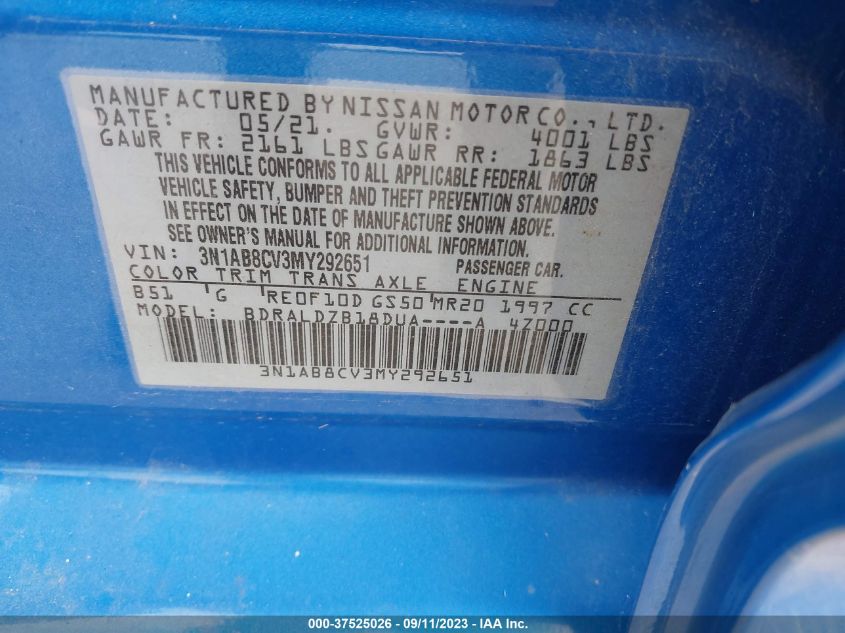 MANUFACTURED BY NISSAN MOTOR CO., LTD.
DATE: 05/21. GVWR: 4001 LBS
GAWR FR: 2161 LBS GAWR RR: 1863 LBS
THIS VEHICLE CONFORMS TO ALL APPLICABLE FEDERAL MOTOR
VEHICLE SAFETY, BUMPER AND THEFT PREVENTION STANDARDS
IN EFFECT ON THE DATE OF MANUFACTURE SHOWN ABOVE.
SEE OWNER'S MANUAL FOR ADDITIONAL INFORMATION.
VIN: 3N1AB8CV3MY292651 PASSENGER CAR.
COLOR TRIM TRANS AXLE ENGINE
B51 'G 'RE0F10D GS50'MR20 1997 CC
MODEL: BDRALDZB18DUA----A 4Z000
3N1AB8CV3MY292651
000-37525026 - 09/11/2023 - IAA Inc.